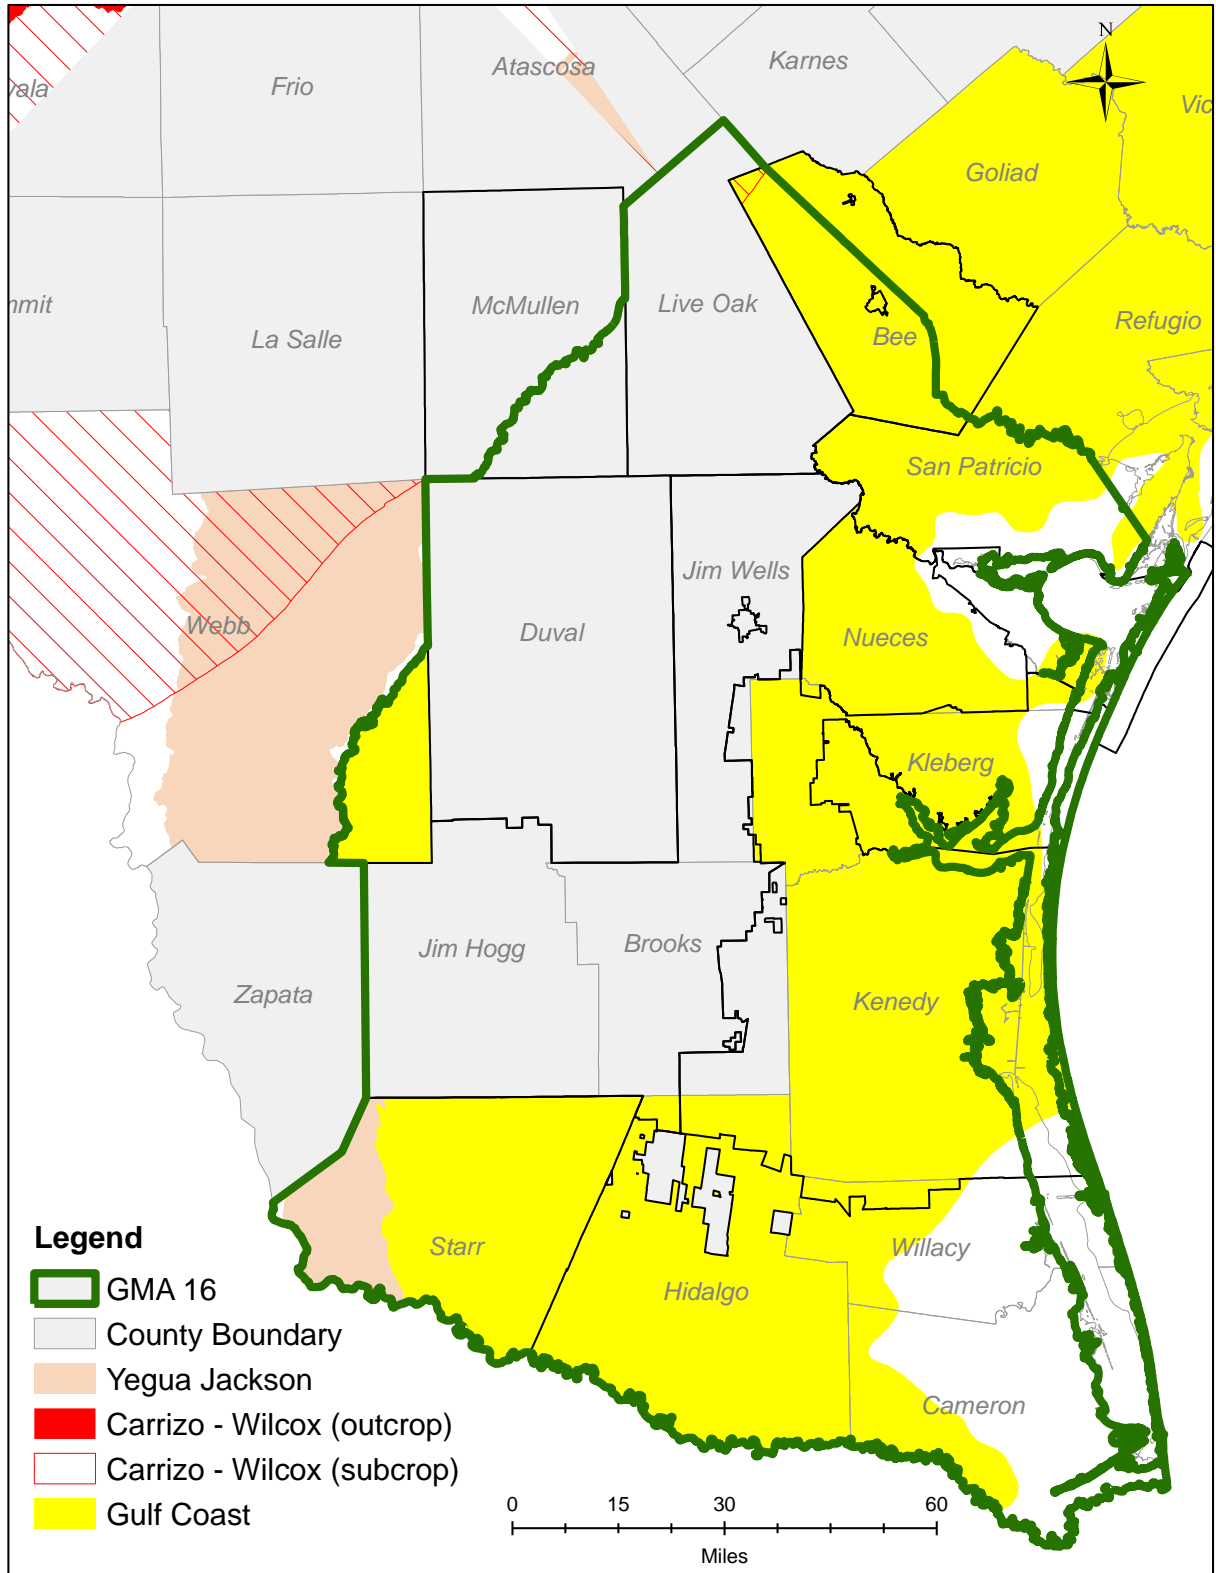 N
Karnes
Atascosa
Frio
vala
Vic
Goliad
mmit
McMullen
Live Oak
Refugio
La Salle
Bee
San Patricio
Jim Wells
Webb
Duval
Nueces
Kleberg
Jim Hogg
Brooks
Zapata
Kenedy
Starr
Willacy
Hidalgo
Cameron
Legend
GMA 16
County Boundary
Yegua Jackson
Carrizo - Wilcox (outcrop)
Carrizo - Wilcox (subcrop)
Gulf Coast
0 15 30 60
Miles